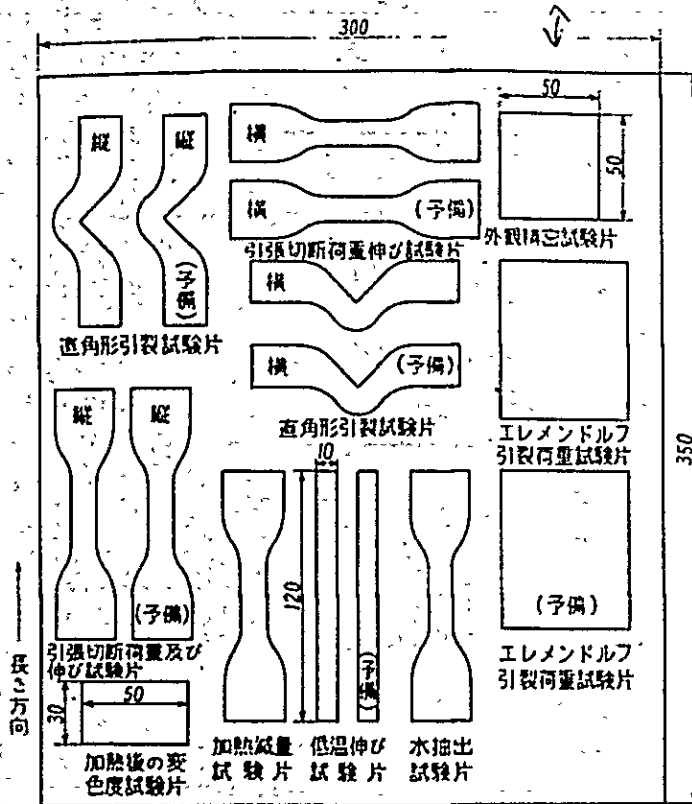 300
50
50
縦
縦
(予備)
直角形引裂試験片
横
横
(予備)
引張切断荷重伸び試験片
外観検査試験片
横
横
(予備)
直角形引裂試験片
エレメンドルフ
引裂荷重試験片
350
縦
縦
(予備)
引張切断荷重及び
伸び試験片
10
120
(予備)
加熱減量
試験片
低温伸び
試験片
水抽出
試験片
(予備)
エレメンドルフ
引裂荷重試験片
長さ方向
50
30
加熱後の変
色度試験片